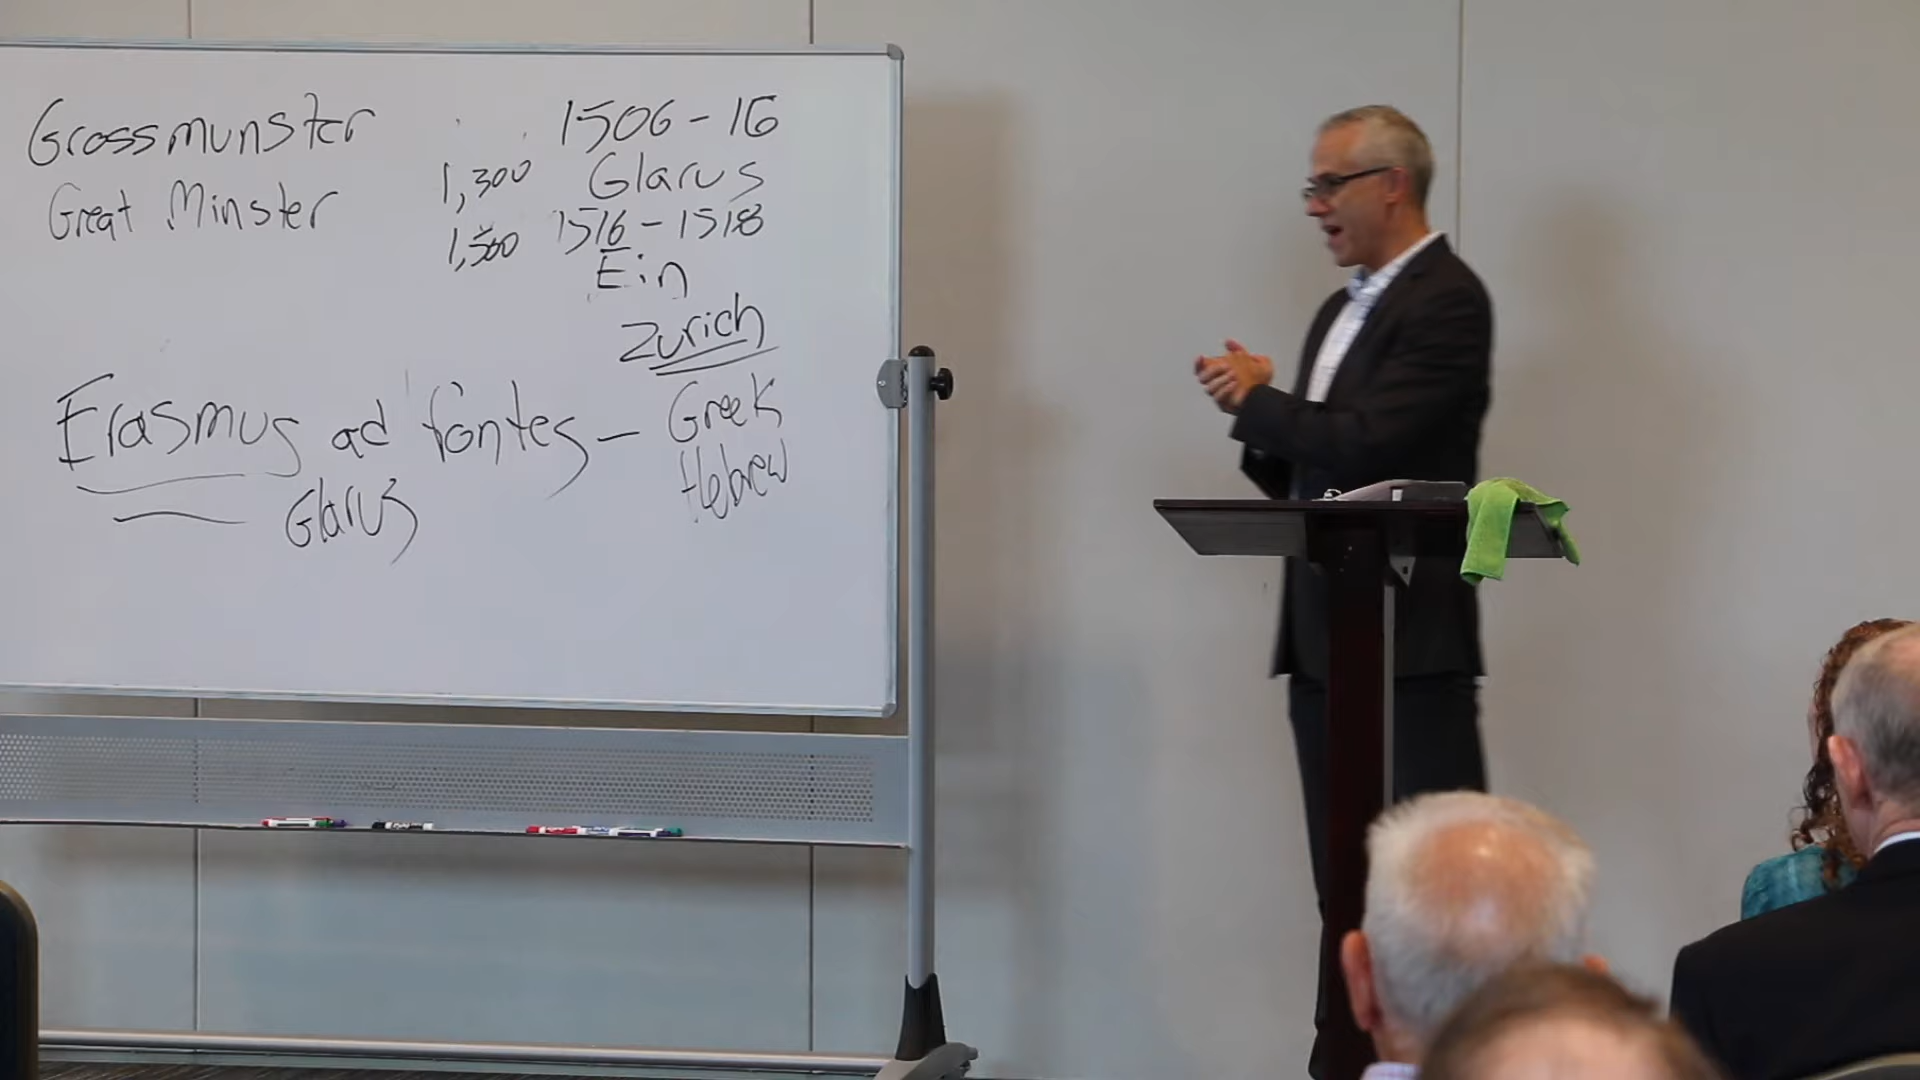 Grossmunster
Great Minster
1506-16
1,300 Glarus
1,500 1516-1518
Ein
Zurich
Erasmus ad fontes - Greek
Hebrew
Glarus